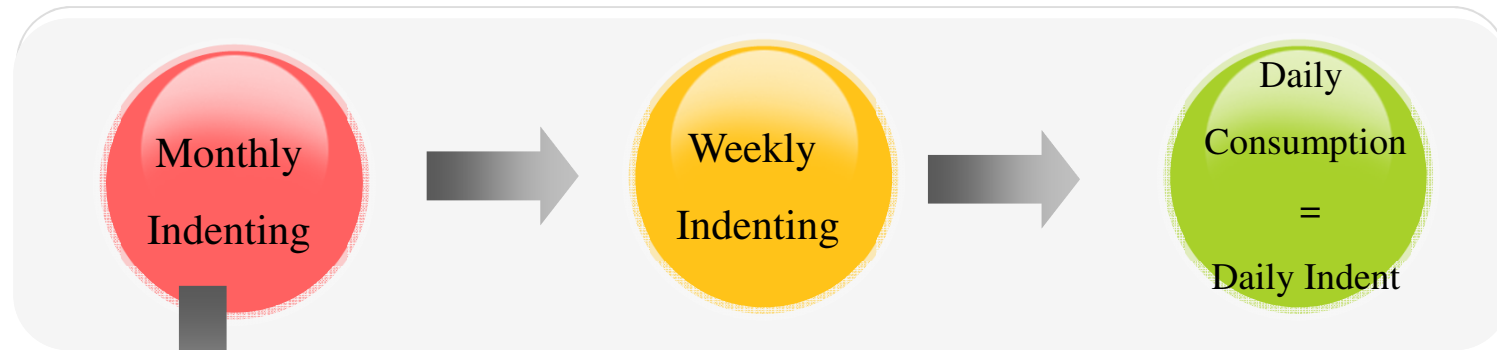 Monthly
Indenting
Weekly
Indenting
Daily
Consumption
=
Daily Indent